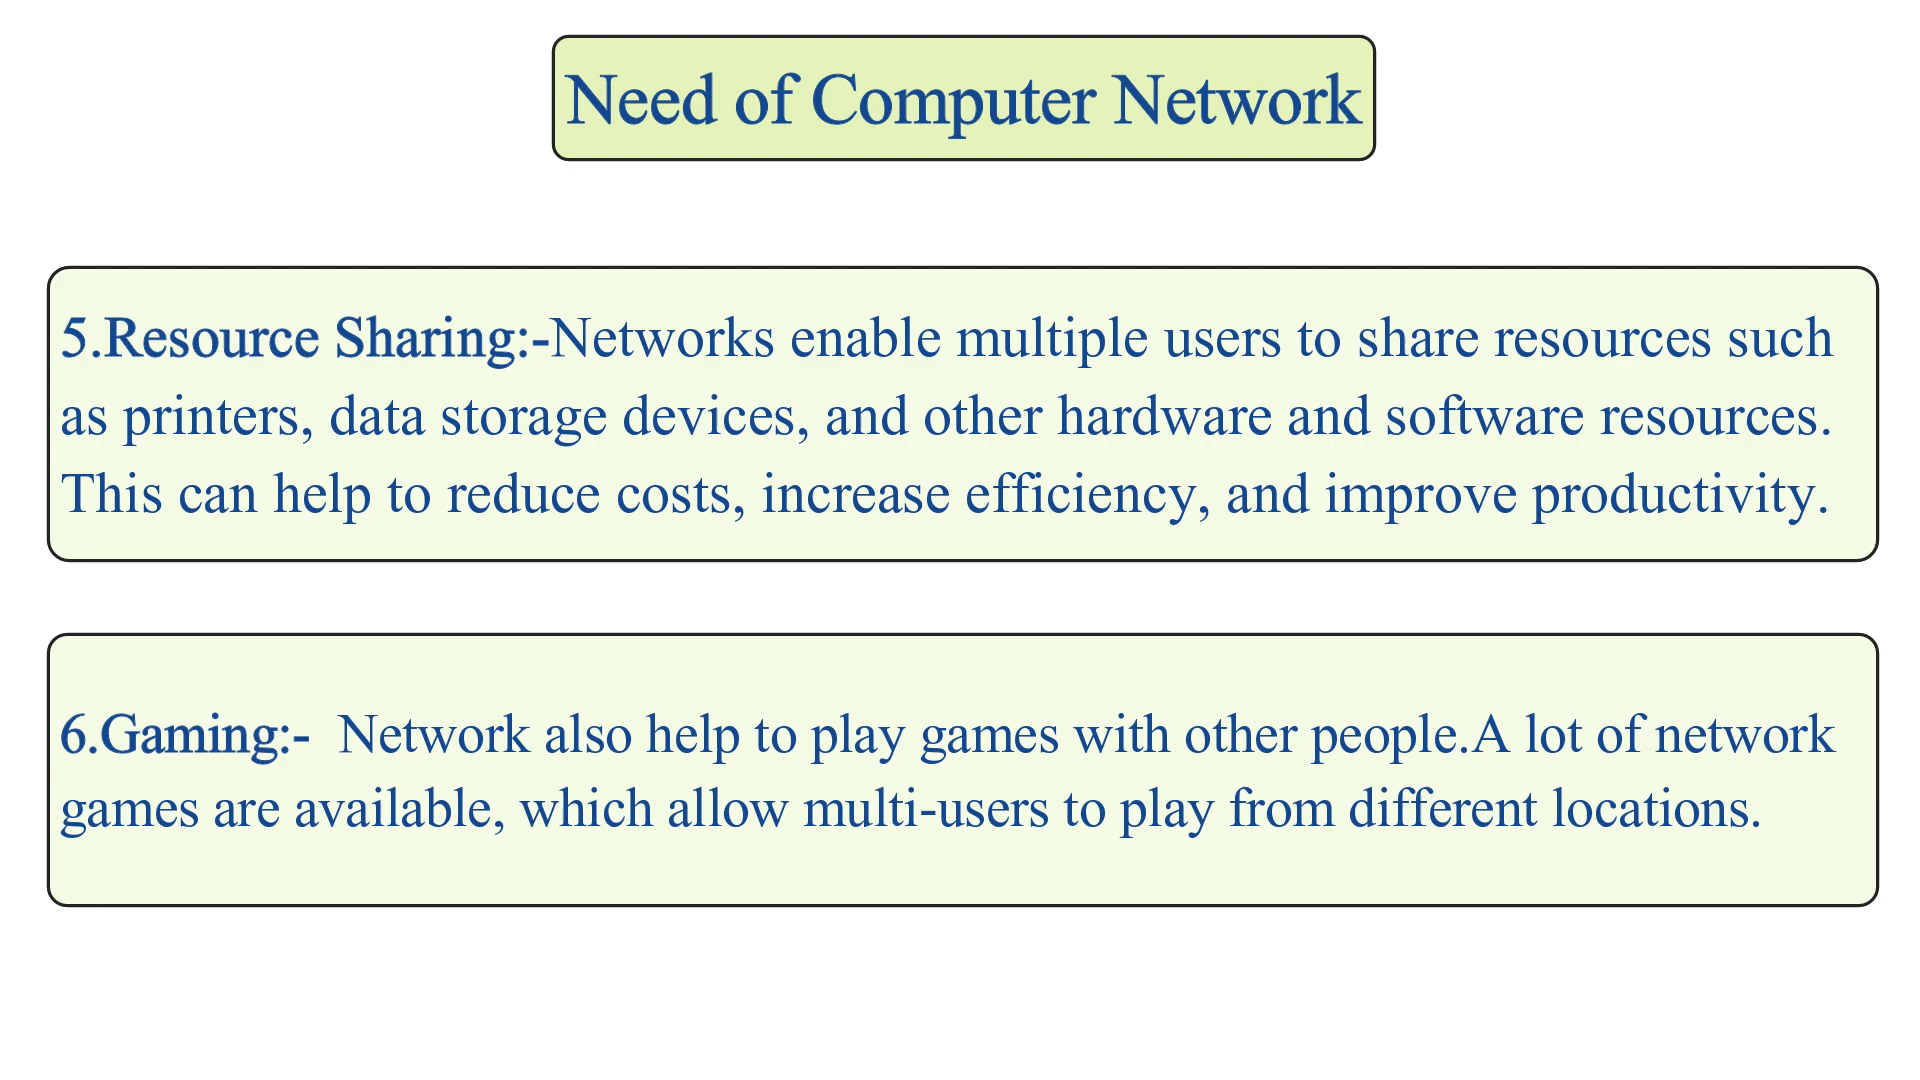 Need of Computer Network
5.Resource Sharing:-Networks enable multiple users to share resources such
as printers, data storage devices, and other hardware and software resources.
This can help to reduce costs, increase efficiency, and improve productivity.
6.Gaming:-  Network also help to play games with other people.A lot of network
games are available, which allow multi-users to play from different locations.